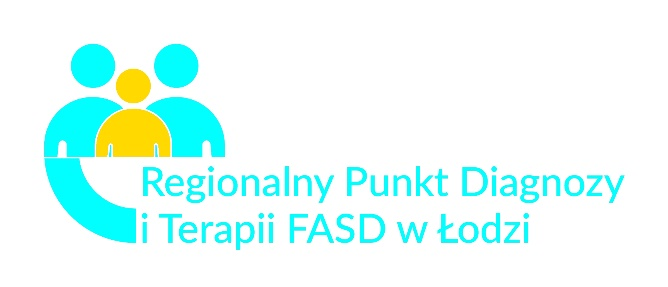 Regionalny Punkt Diagnozy
i Terapii FASD w Łodzi